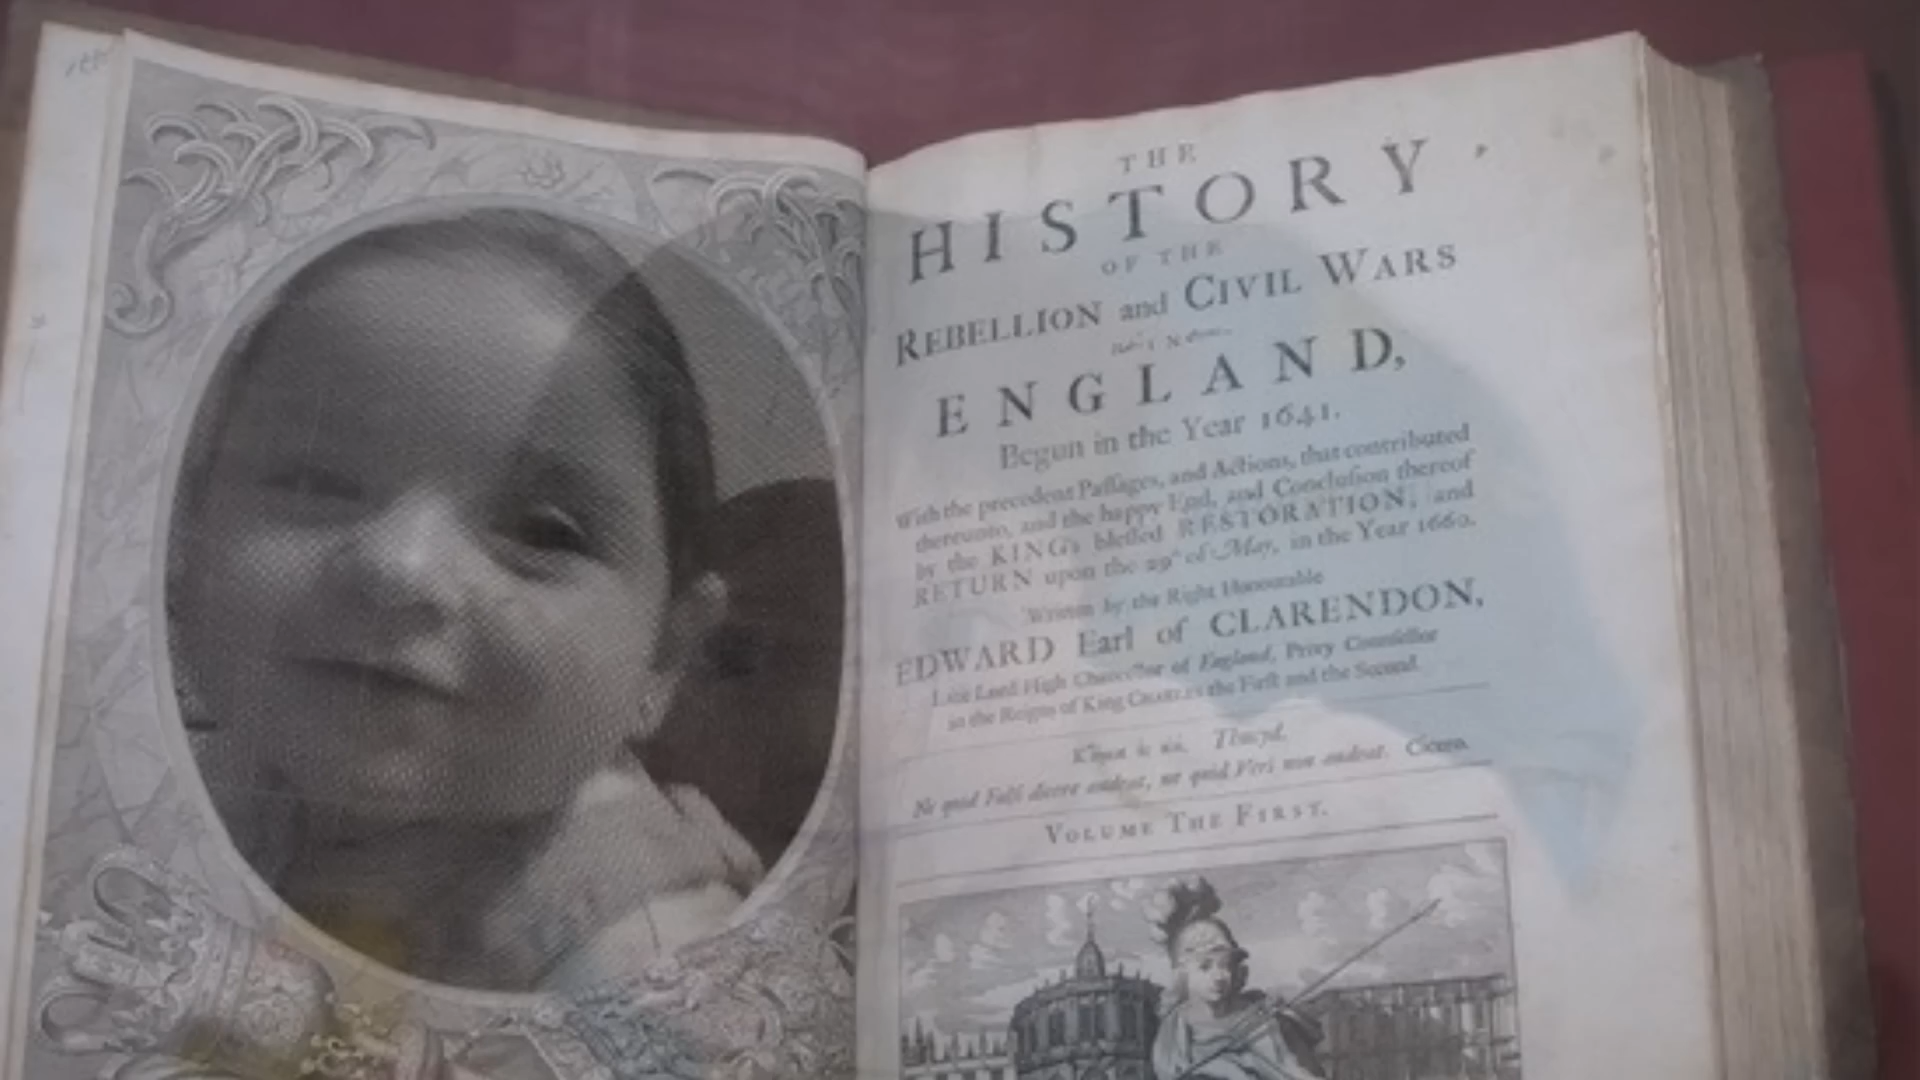 THE
HISTORY
OF THE
REBELLION and CIVIL WARS
IN
ENGLAND,
Begun in the Year 1641.
With the precedent Paſſages, and Actions, that contributed
thereunto, and the happy End, and Concluſion thereof
by the KING's bleſſed RESTORATION, and
RETURN upon the 29th of May, in the Year 1660.
Written by the Right Honourable
EDWARD Earl of CLARENDON,
Late Lord High Chancellor of England, Privy Counſellor
in the Reigns of King CHARLES the Firſt and the Second.
Thucyd.
Ne quid Falſi dicere audeat, ne quid Veri non audeat. Cicero.
VOLUME THE FIRST.